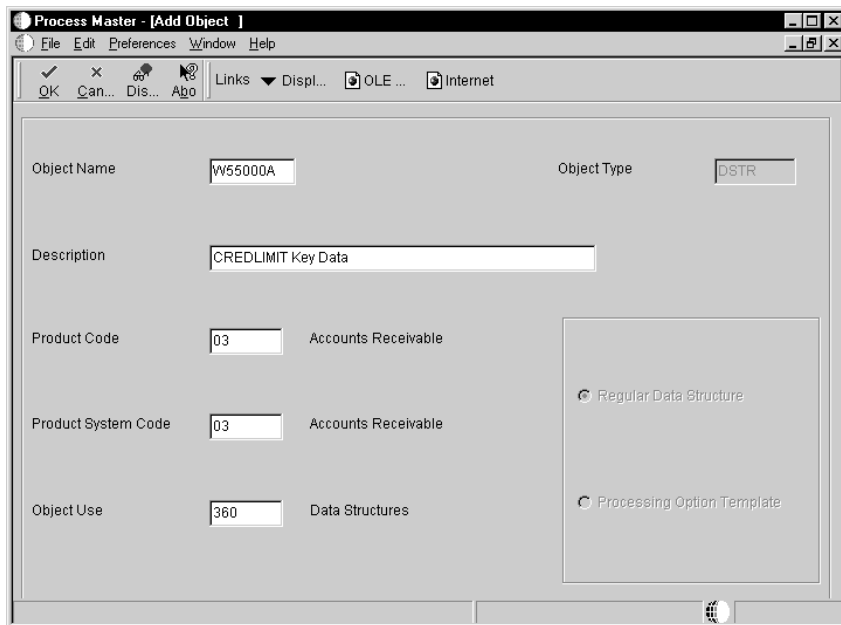 Process Master - [Add Object ]
File Edit Preferences Window Help
OK Can... Dis... Abo Links Displ... OLE ... Internet
Object Name W55000A Object Type DSTR
Description CREDLIMIT Key Data
Product Code 03 Accounts Receivable
Regular Data Structure
Product System Code 03 Accounts Receivable
Processing Option Template
Object Use 360 Data Structures